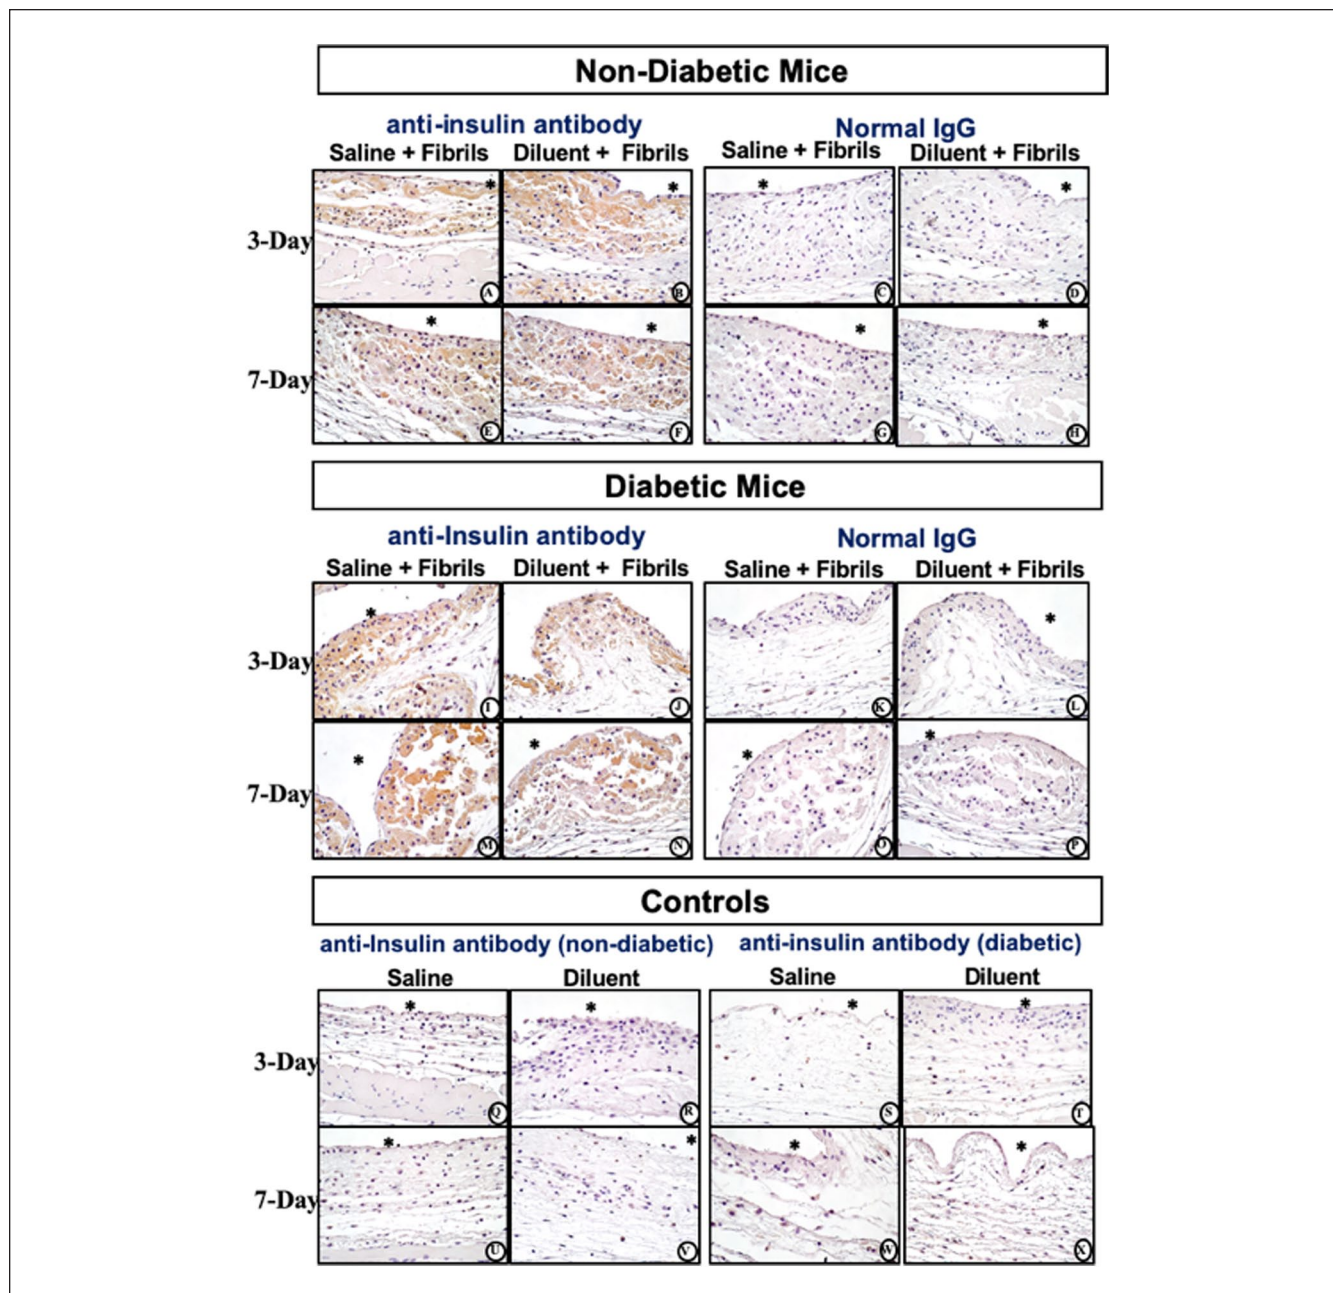 Non-Diabetic Mice
anti-insulin antibody Normal IgG
Saline + Fibrils Diluent + Fibrils Saline + Fibrils Diluent + Fibrils
3-Day
* * * *
A B C D
7-Day
* * * *
E F G H
Diabetic Mice
anti-Insulin antibody Normal IgG
Saline + Fibrils Diluent + Fibrils Saline + Fibrils Diluent + Fibrils
3-Day
* *
I J K L
7-Day
* * * *
M N O P
Controls
anti-Insulin antibody (non-diabetic) anti-insulin antibody (diabetic)
Saline Diluent Saline Diluent
3-Day
* * * *
Q R S T
7-Day
* * * *
U V W X